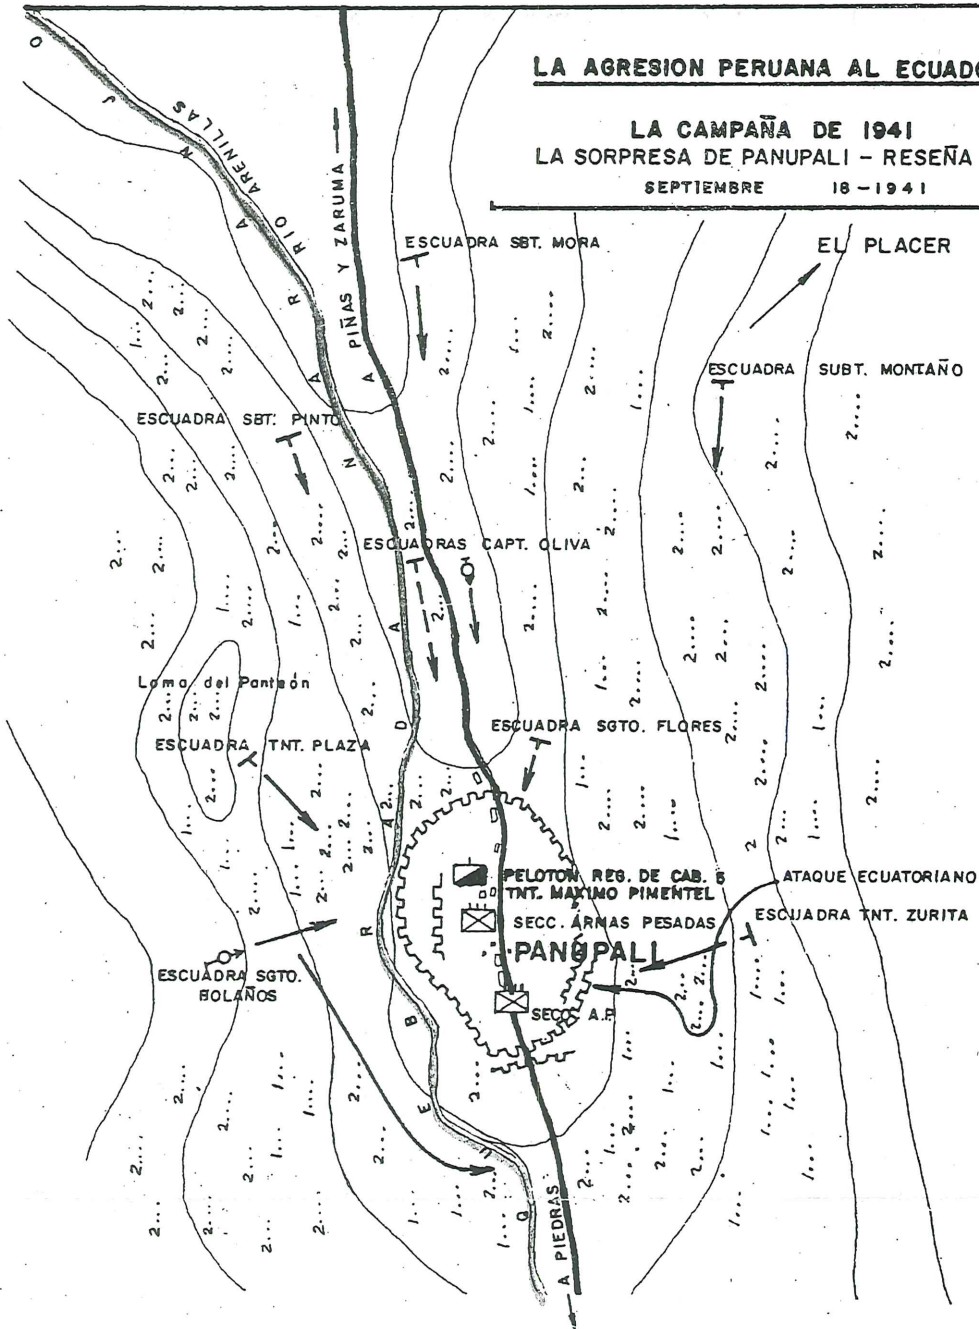 LA AGRESION PERUANA AL ECUADO
LA CAMPAÑA DE 1941
LA SORPRESA DE PANUPALI - RESEÑA
SEPTIEMBRE 18-1941
RIO ARENILLAS
A PIÑAS Y ZARUMA
ESCUADRA SBT. MORA
EL PLACER
ESCUADRA SUBT. MONTAÑO
ESCUADRA SBT. PINTO
ESCUADRAS CAPT. OLIVA
Loma del Panteón
ESCUADRA TNT. PLAZA
ESCUADRA SGTO. FLORES
PELOTON REG. DE CAB. 5
TNT. MAXIMO PIMENTEL
SECC. ARMAS PESADAS
PANUPALI
SECC. A.P.
ATAQUE ECUATORIANO
ESCUADRA TNT. ZURITA
ESCUADRA SGTO.
BOLAÑOS
QUEBRADA NARANJO
A PIEDRAS